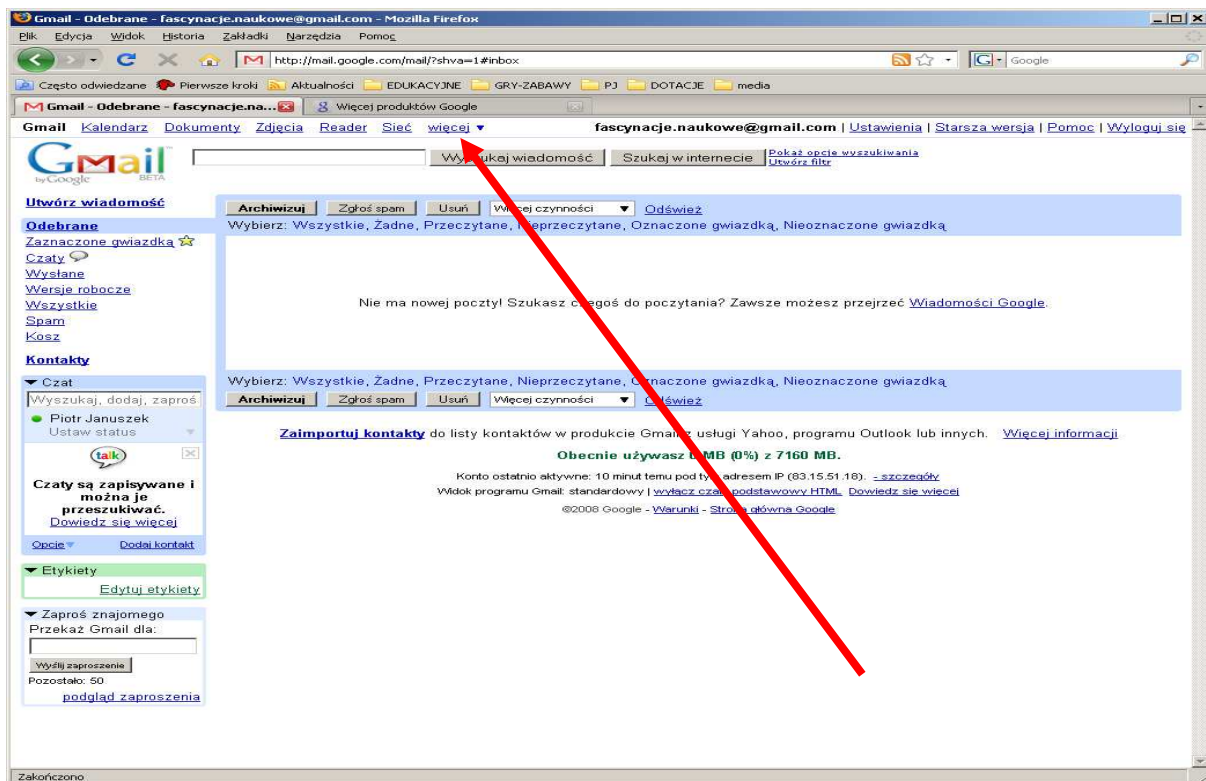 Gmail - Odebrane - fascynacje.naukowe@gmail.com - Mozilla Firefox
Plik Edycja Widok Historia Zakładki Narzędzia Pomoc
http://mail.google.com/mail/?shva=1#inbox Google
Często odwiedzane Pierwsze kroki Aktualności EDUKACYJNE GRY-ZABAWY PJ DOTACJE media
Gmail - Odebrane - fascynacje.na... Więcej produktów Google
Gmail Kalendarz Dokumenty Zdjęcia Reader Sieć więcej ▼ fascynacje.naukowe@gmail.com | Ustawienia | Starsza wersja | Pomoc | Wyloguj się
Gmail
by Google BETA
Wyszukaj wiadomość Szukaj w internecie Pokaż opcje wyszukiwania
Utwórz filtr
Utwórz wiadomość
Odebrane
Zaznaczone gwiazdką
Czaty
Wysłane
Wersje robocze
Wszystkie
Spam
Kosz
Kontakty
Archiwizuj Zgłoś spam Usuń Więcej czynności ▼ Odśwież
Wybierz: Wszystkie, Żadne, Przeczytane, Nieprzeczytane, Oznaczone gwiazdką, Nieoznaczone gwiazdką
Nie ma nowej poczty! Szukasz czegoś do poczytania? Zawsze możesz przejrzeć Wiadomości Google.
Wybierz: Wszystkie, Żadne, Przeczytane, Nieprzeczytane, Oznaczone gwiazdką, Nieoznaczone gwiazdką
Archiwizuj Zgłoś spam Usuń Więcej czynności ▼ Odśwież
Zaimportuj kontakty do listy kontaktów w produkcie Gmail z usługi Yahoo, programu Outlook lub innych. Więcej informacji
Obecnie używasz 0 MB (0%) z 7160 MB.
Konto ostatnio aktywne: 10 minut temu pod tym adresem IP (83.15.51.18). - szczegóły
Widok programu Gmail: standardowy | wyłącz czat podstawowy HTML Dowiedz się więcej
©2008 Google - Warunki - Strona główna Google
Czat
Wyszukaj, dodaj, zaproś
Piotr Januszek
Ustaw status
talk
Czaty są zapisywane i
można je
przeszukiwać.
Dowiedz się więcej
Opcje Dodaj kontakt
Etykiety
Edytuj etykiety
Zaproś znajomego
Przekaż Gmail dla:
Wyślij zaproszenie
Pozostało: 50
podgląd zaproszenia
Zakończono